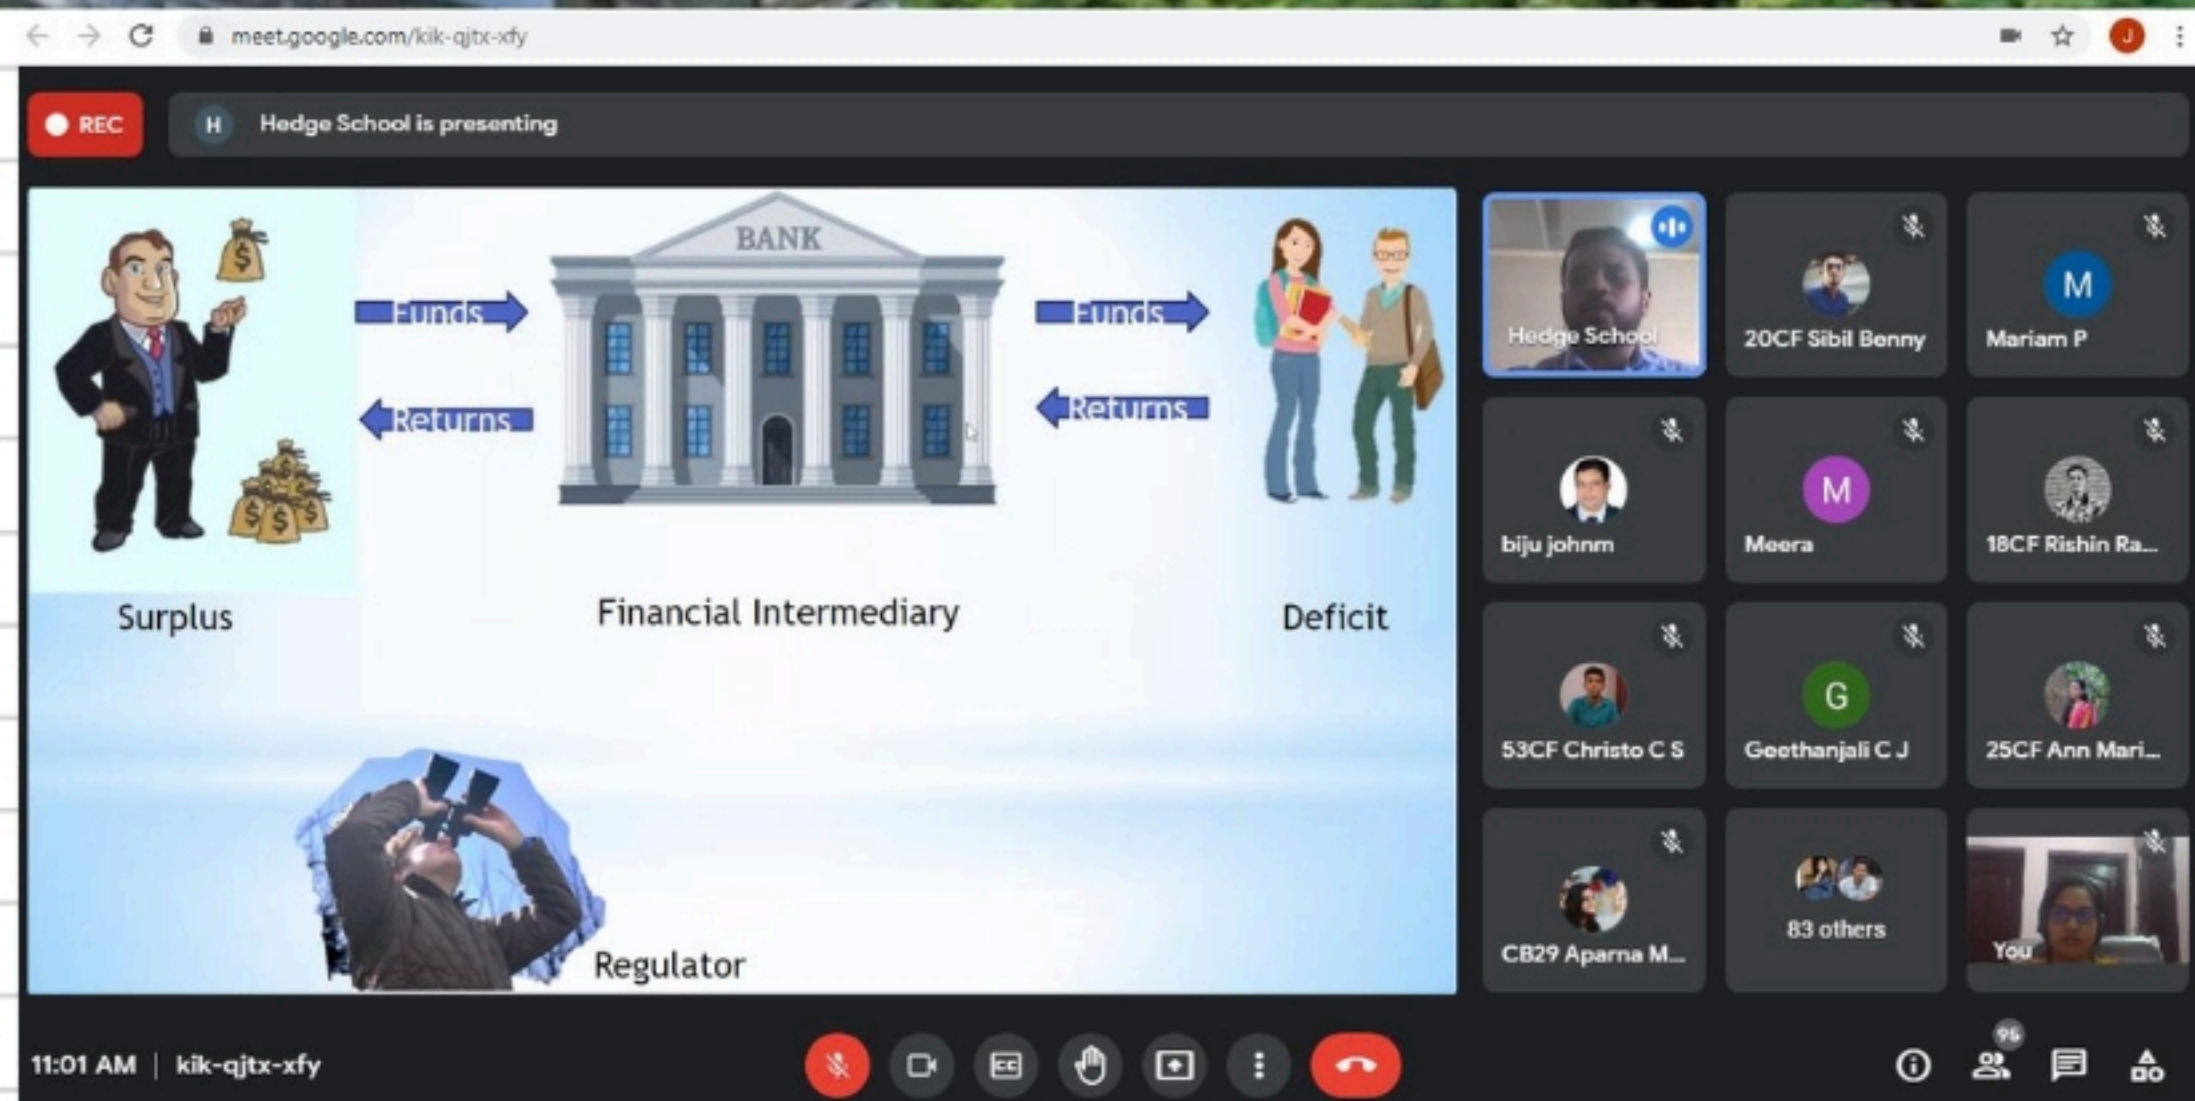 meet.google.com/kik-qjtx-xfy
J
REC
H
Hedge School is presenting
BANK
Funds
Funds
Returns
Returns
Surplus
Financial Intermediary
Deficit
Regulator
Hedge School
20CF Sibil Benny
M
Mariam P
biju johnm
M
Meera
18CF Rishin Ra...
53CF Christo C S
G
Geethanjali C J
25CF Ann Mari...
CB29 Aparna M...
83 others
You
11:01 AM | kik-qjtx-xfy
CC